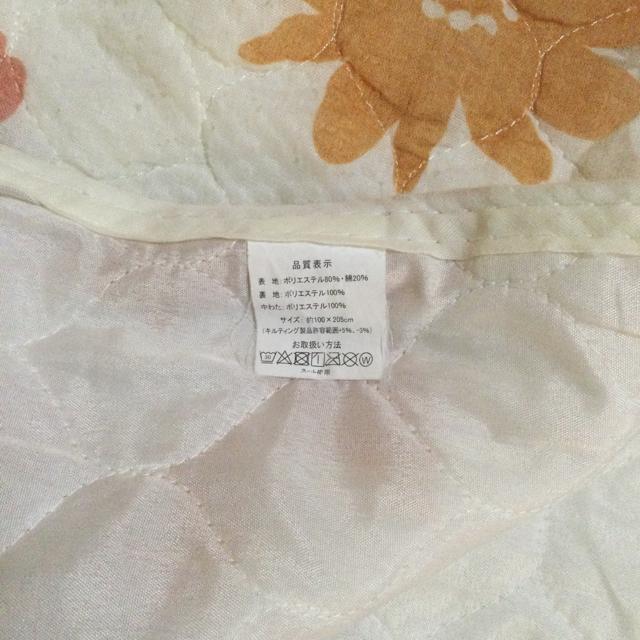 品質表示
表 地:ポリエステル80%・綿20%
裏 地:ポリエステル100%
中わた:ポリエステル100%
サイズ:約100×205cm
(キルティング製品許容範囲+5%、-3%)
お取扱い方法